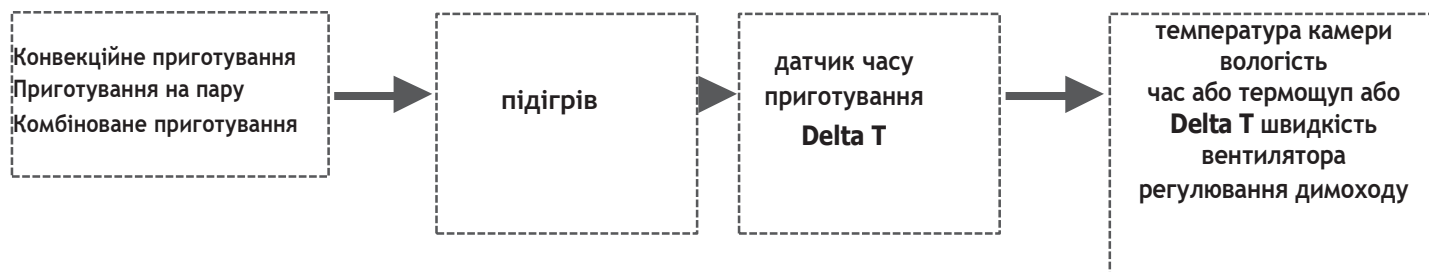 Конвекційне приготування
Приготування на пару
Комбіноване приготування
підігрів
датчик часу
приготування
Delta T
температура камери
вологість
час або термощуп або
Delta T швидкість
вентилятора
регулювання димоходу